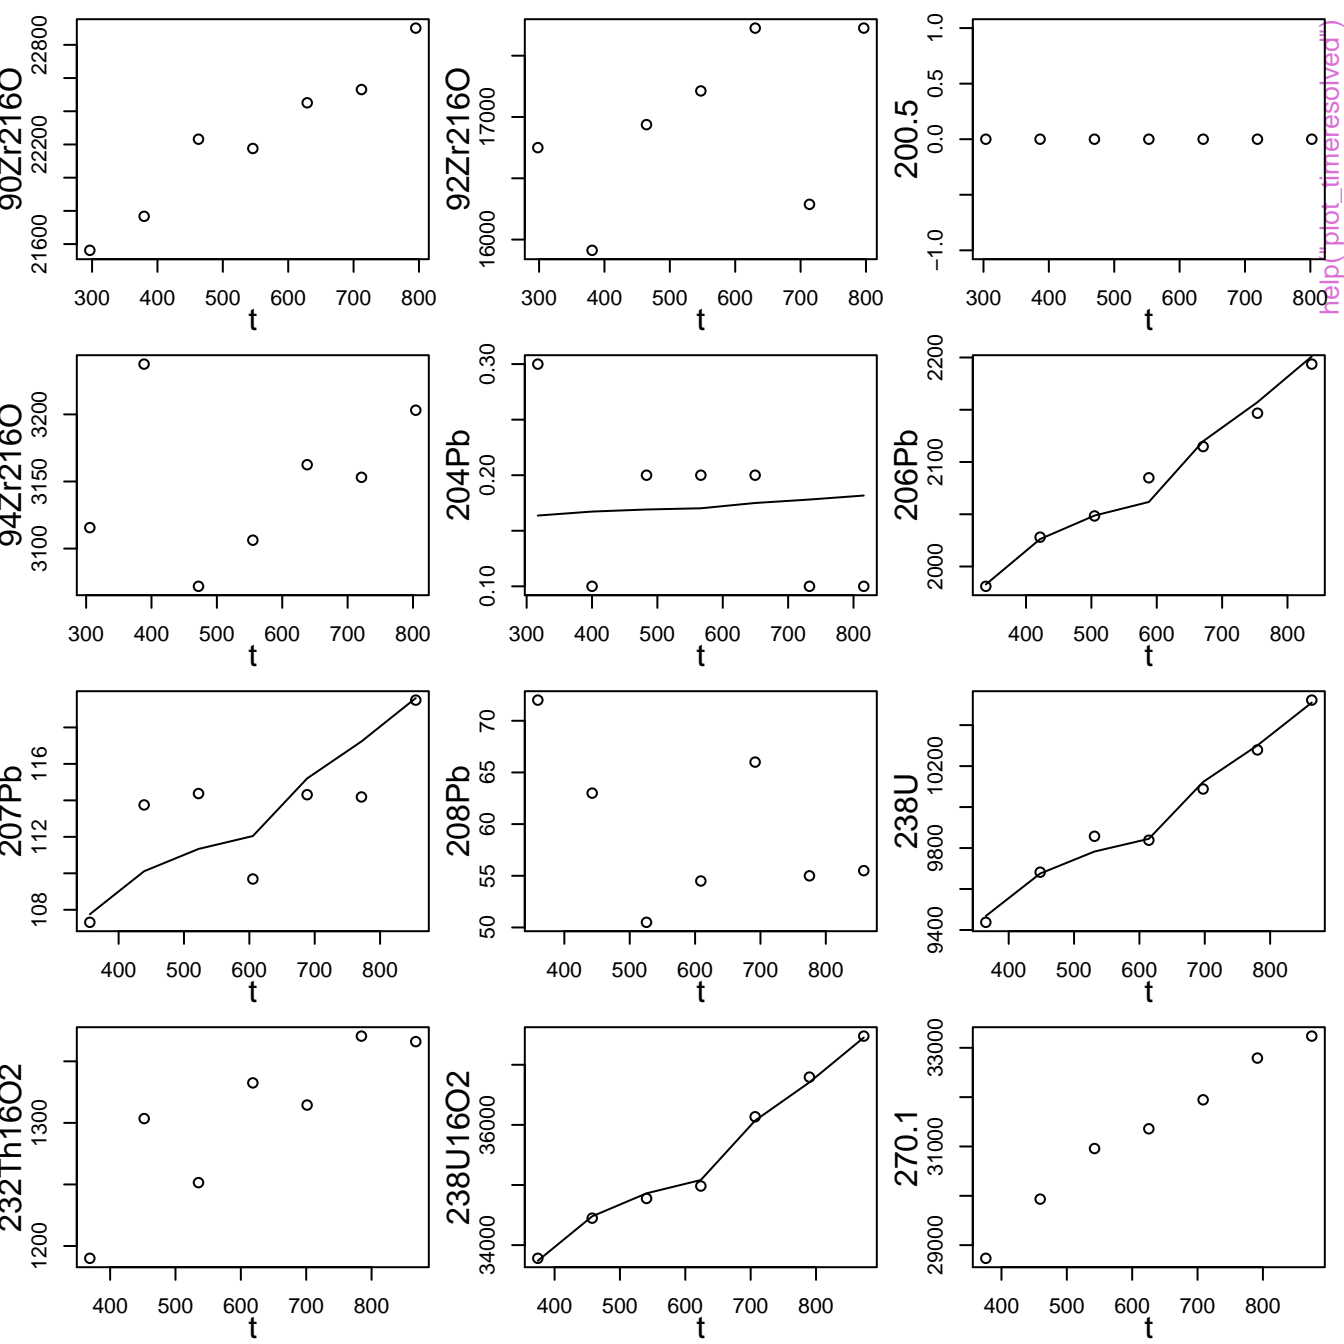 90Zr216O
21600 22200 22800
300 400 500 600 700 800
t
92Zr216O
16000 17000
300 400 500 600 700 800
t
200.5
−1.0 0.0 0.5 1.0
300 400 500 600 700 800
t
help("plot_timeresolved")
94Zr216O
3100 3150 3200
300 400 500 600 700 800
t
204Pb
0.10 0.20 0.30
300 400 500 600 700 800
t
206Pb
2000 2100 2200
400 500 600 700 800
t
207Pb
108 112 116
400 500 600 700 800
t
208Pb
50 55 60 65 70
400 500 600 700 800
t
238U
9400 9800 10200
400 500 600 700 800
t
232Th16O2
1200 1300
400 500 600 700 800
t
238U16O2
34000 36000
400 500 600 700 800
t
270.1
29000 31000 33000
400 500 600 700 800
t